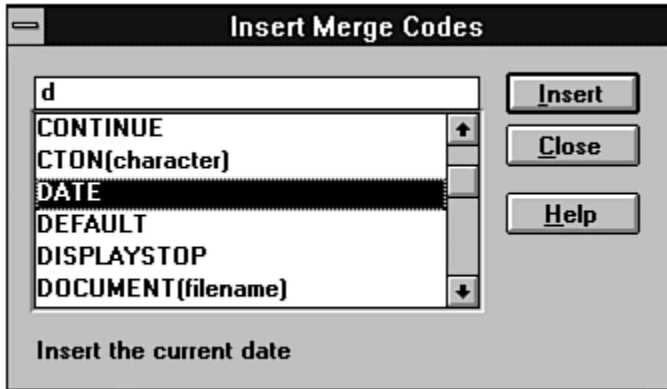 Insert Merge Codes
d
Insert
CONTINUE
CTON(character)
Close
DATE
DEFAULT
Help
DISPLAYSTOP
DOCUMENT(filename)
Insert the current date